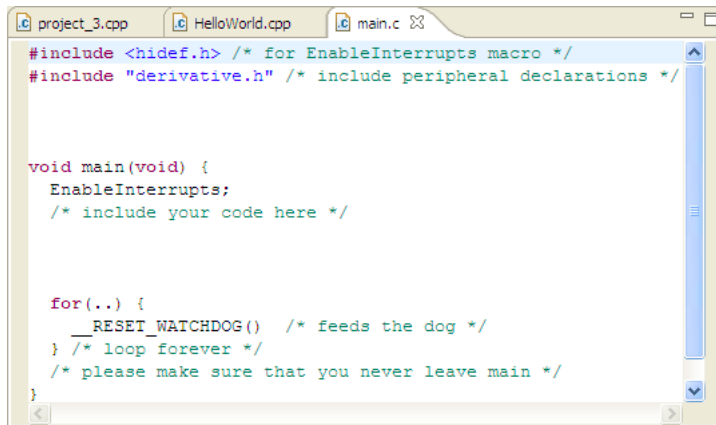 project_3.cpp HelloWorld.cpp main.c
#include <hidef.h> /* for EnableInterrupts macro */
#include "derivative.h" /* include peripheral declarations */
void main(void) {
EnableInterrupts;
/* include your code here */
for(..) {
__RESET_WATCHDOG() /* feeds the dog */
} /* loop forever */
/* please make sure that you never leave main */
}